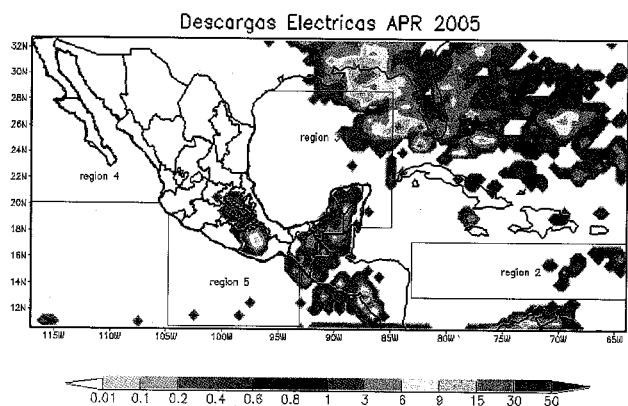 Descargas Electricas APR 2005
32N
30N
28N
26N
24N
22N
20N
18N
16N
14N
12N
region 3
region 4
region 2
region 5
115W 110W 105W 100W 95W 90W 85W 80W 75W 70W 65W
0.01 0.1 0.2 0.4 0.6 0.8 1 3 6 9 15 30 50